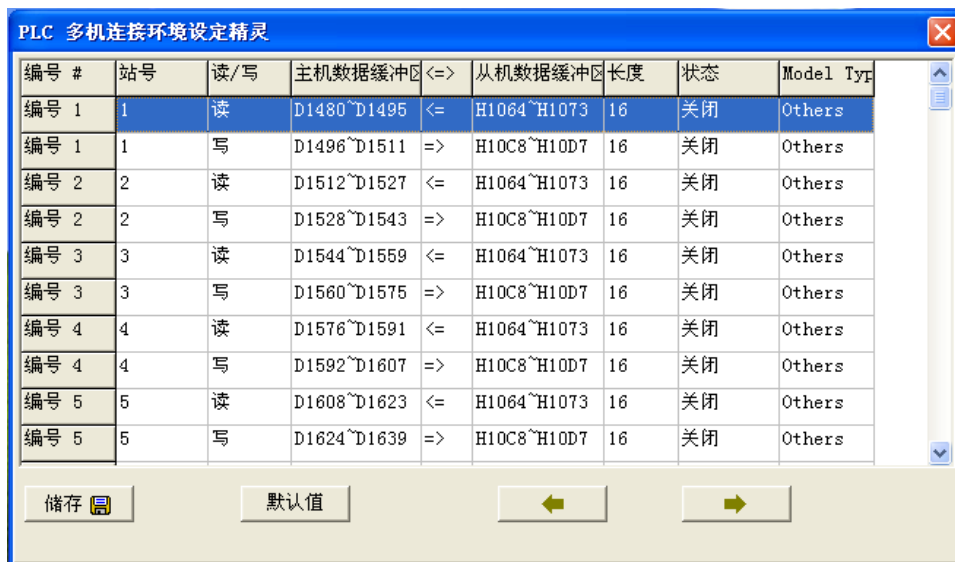 PLC 多机连接环境设定精灵
编号 # 站号 读/写 主机数据缓冲区 <=> 从机数据缓冲区 长度 状态 Model Typ
编号 1 1 读 D1480~D1495 <= H1064~H1073 16 关闭 Others
编号 1 1 写 D1496~D1511 => H10C8~H10D7 16 关闭 Others
编号 2 2 读 D1512~D1527 <= H1064~H1073 16 关闭 Others
编号 2 2 写 D1528~D1543 => H10C8~H10D7 16 关闭 Others
编号 3 3 读 D1544~D1559 <= H1064~H1073 16 关闭 Others
编号 3 3 写 D1560~D1575 => H10C8~H10D7 16 关闭 Others
编号 4 4 读 D1576~D1591 <= H1064~H1073 16 关闭 Others
编号 4 4 写 D1592~D1607 => H10C8~H10D7 16 关闭 Others
编号 5 5 读 D1608~D1623 <= H1064~H1073 16 关闭 Others
编号 5 5 写 D1624~D1639 => H10C8~H10D7 16 关闭 Others
储存 默认值